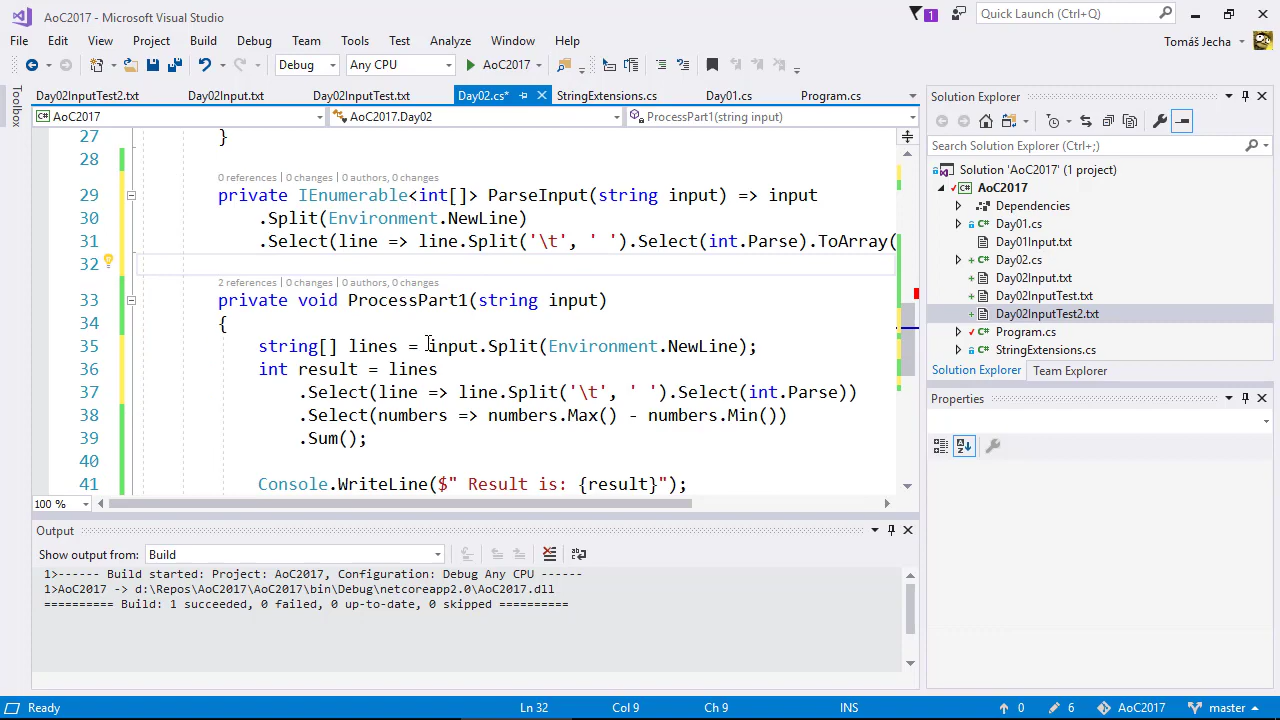 AoC2017 - Microsoft Visual Studio
1
Quick Launch (Ctrl+Q)
File Edit View Project Build Debug Team Tools Test Analyze Window Help
Tomáš Jecha
Debug
Any CPU
AoC2017
Toolbox
Day02InputTest2.txt
Day02Input.txt
Day02InputTest.txt
Day02.cs*
StringExtensions.cs
Day01.cs
Program.cs
AoC2017
AoC2017.Day02
ProcessPart1(string input)
27 }
28
0 references | 0 changes | 0 authors, 0 changes
29 private IEnumerable<int[]> ParseInput(string input) => input
30 .Split(Environment.NewLine)
31 .Select(line => line.Split('\t', ' ').Select(int.Parse).ToArray(
32
2 references | 0 changes | 0 authors, 0 changes
33 private void ProcessPart1(string input)
34 {
35 string[] lines = input.Split(Environment.NewLine);
36 int result = lines
37 .Select(line => line.Split('\t', ' ').Select(int.Parse))
38 .Select(numbers => numbers.Max() - numbers.Min())
39 .Sum();
40
41 Console.WriteLine($" Result is: {result}");
100 %
Output
Show output from: Build
1>------ Build started: Project: AoC2017, Configuration: Debug Any CPU ------
1>AoC2017 -> d:\Repos\AoC2017\AoC2017\bin\Debug\netcoreapp2.0\AoC2017.dll
========== Build: 1 succeeded, 0 failed, 0 up-to-date, 0 skipped ==========
Solution Explorer
Search Solution Explorer (Ctrl+;)
Solution 'AoC2017' (1 project)
AoC2017
Dependencies
C# Day01.cs
Day01Input.txt
C# Day02.cs
Day02Input.txt
Day02InputTest.txt
Day02InputTest2.txt
C# Program.cs
C# StringExtensions.cs
Solution Explorer Team Explorer
Properties
Ready
Ln 32 Col 9 Ch 9 INS
0 6 AoC2017 master